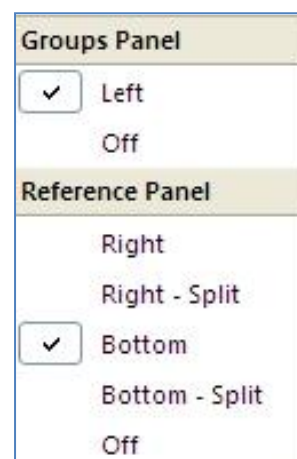 Groups Panel
Left
Off
Reference Panel
Right
Right - Split
Bottom
Bottom - Split
Off